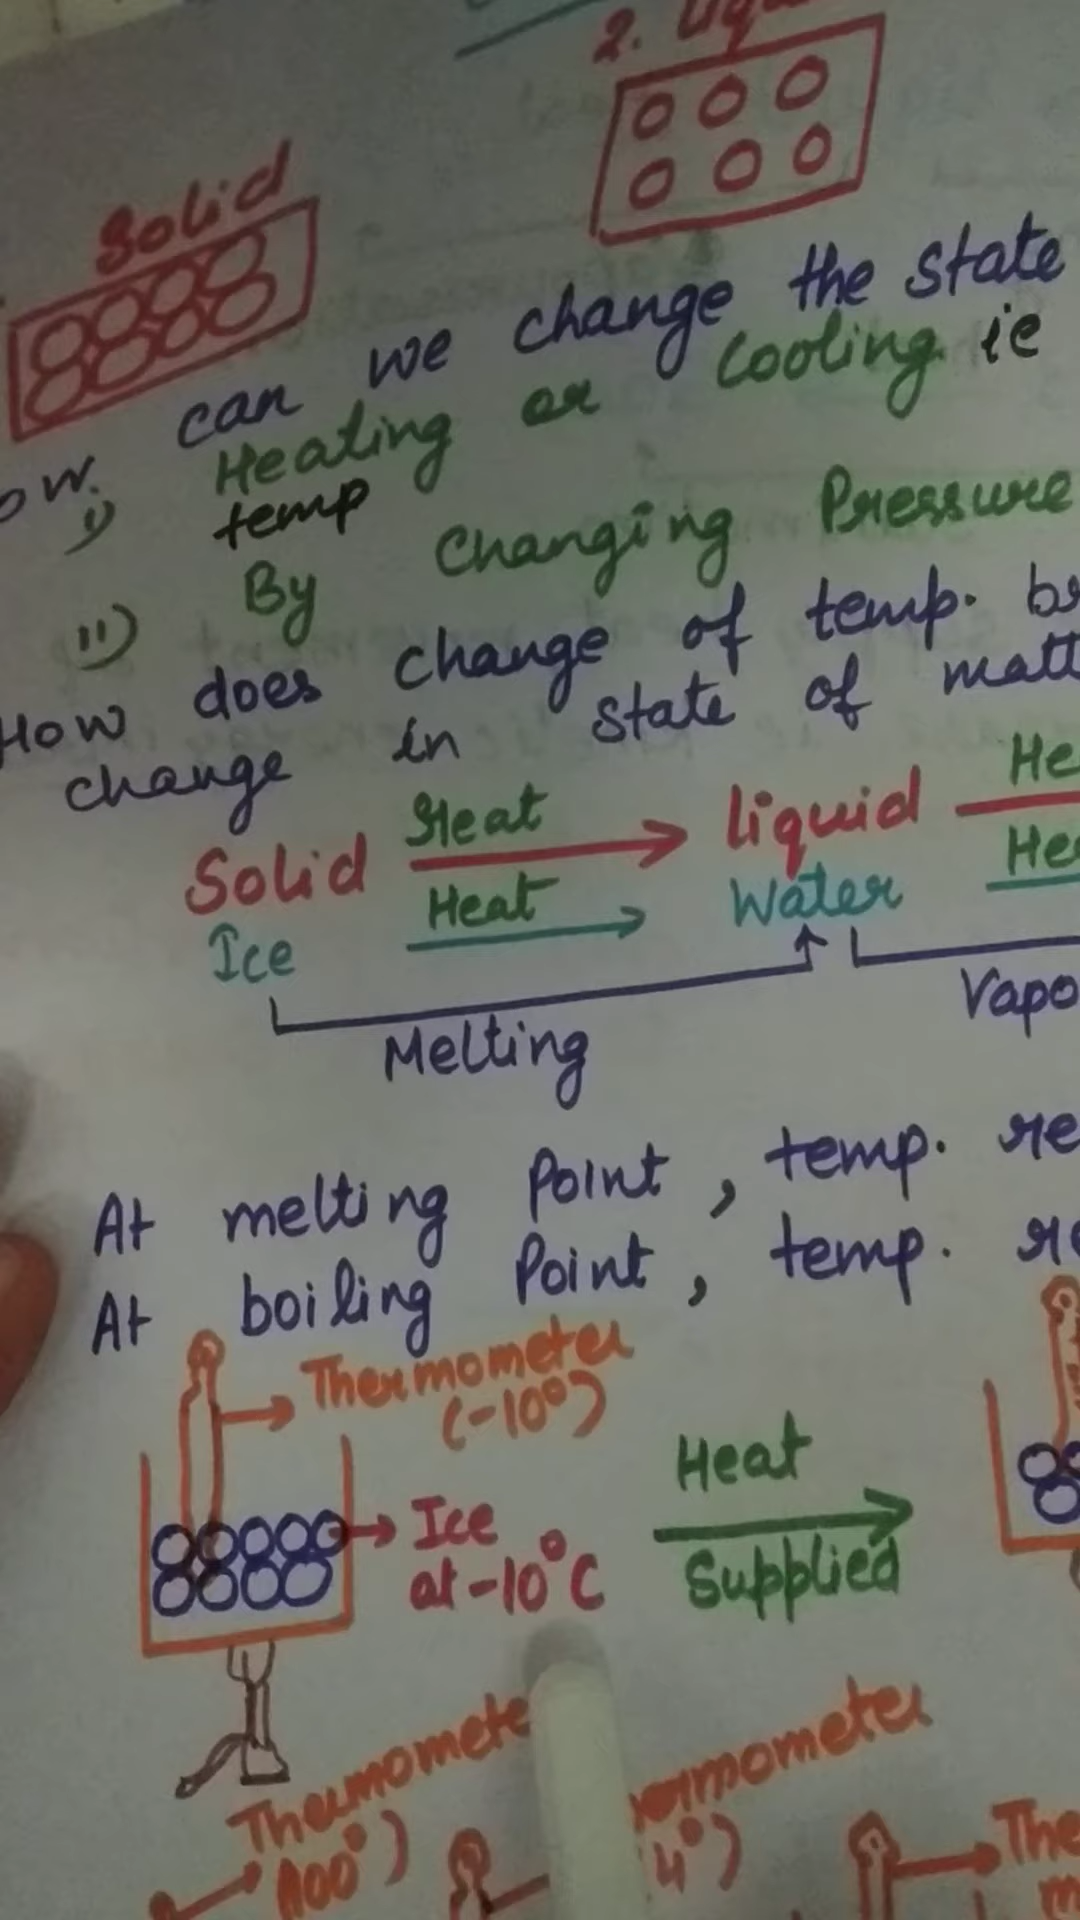 2.
Solid
can we change the state
i) Heating or cooling ie
temp
ii) By Changing Pressure
How does change of temp.
change in state of
Solid Heat liquid
Ice Heat Water
Melting
At melting Point, temp.
At boiling Point, temp.
Thermometer
(-10°)
Heat
Supplied
Ice
at -10°C
Thermomete
(100°)
mometer
4°)